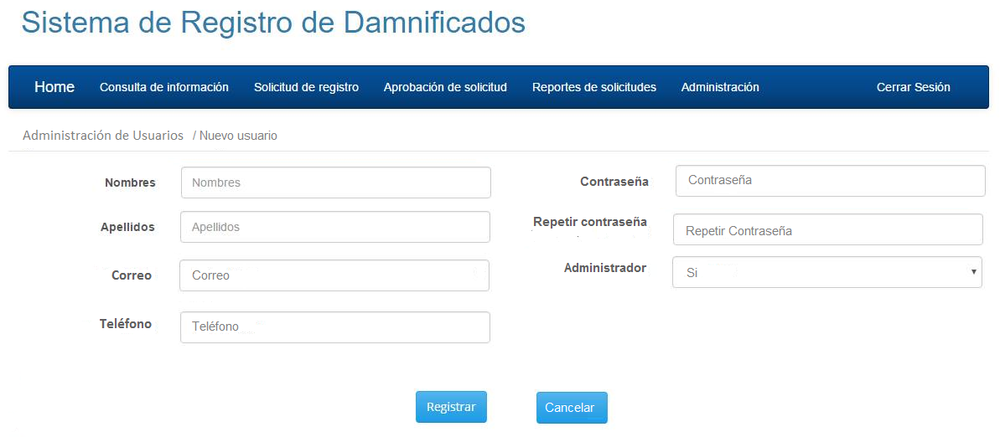 Sistema de Registro de Damnificados
Home Consulta de información Solicitud de registro Aprobación de solicitud Reportes de solicitudes Administración Cerrar Sesión
Administración de Usuarios / Nuevo usuario
Nombres Nombres Contraseña Contraseña
Apellidos Apellidos Repetir contraseña Repetir Contraseña
Correo Correo Administrador Si
Teléfono Teléfono
Registrar Cancelar